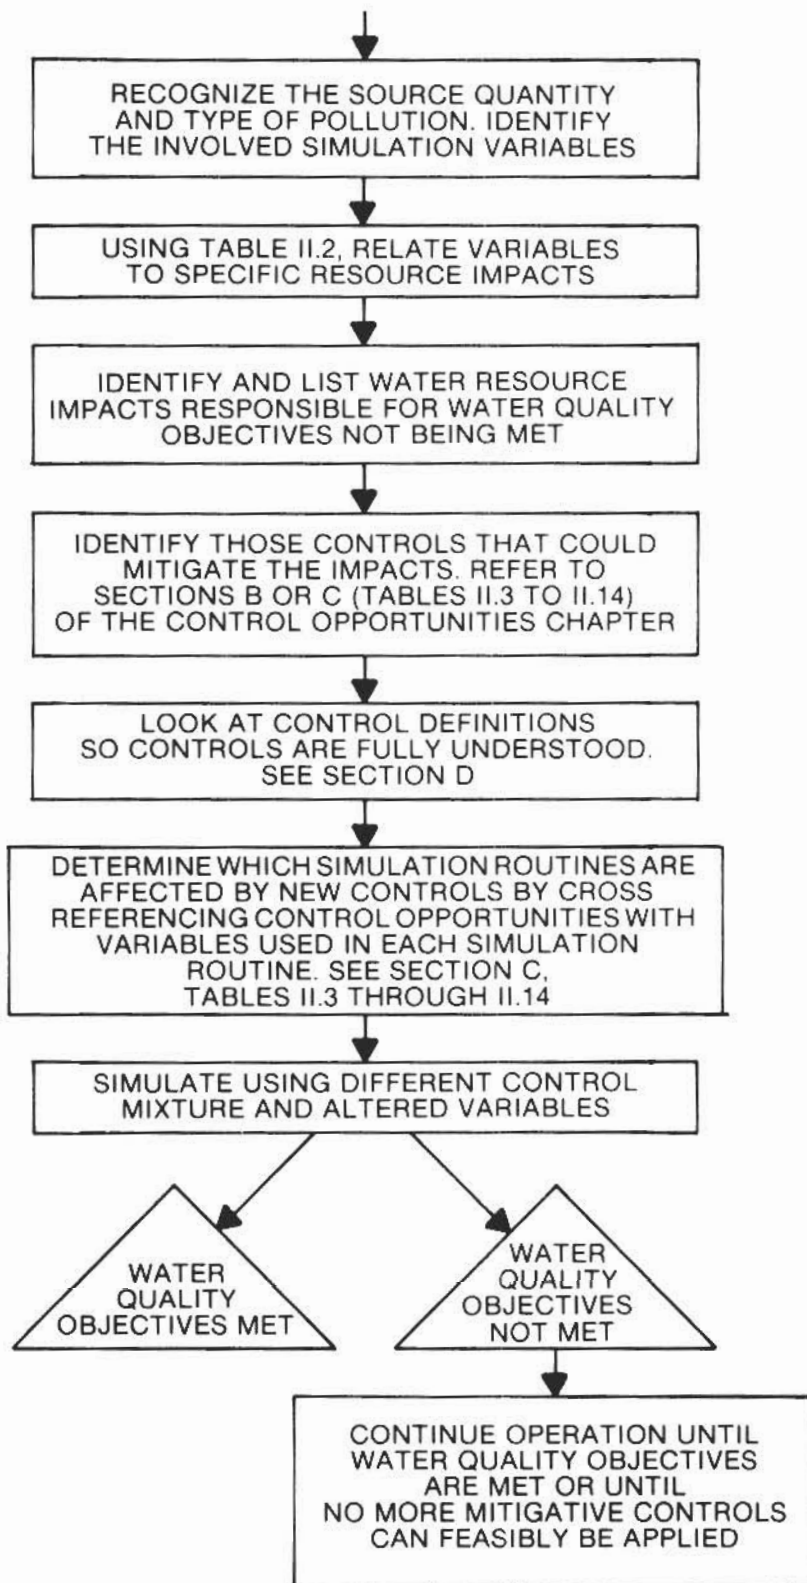 RECOGNIZE THE SOURCE QUANTITY
AND TYPE OF POLLUTION. IDENTIFY
THE INVOLVED SIMULATION VARIABLES
USING TABLE II.2, RELATE VARIABLES
TO SPECIFIC RESOURCE IMPACTS
IDENTIFY AND LIST WATER RESOURCE
IMPACTS RESPONSIBLE FOR WATER QUALITY
OBJECTIVES NOT BEING MET
IDENTIFY THOSE CONTROLS THAT COULD
MITIGATE THE IMPACTS. REFER TO
SECTIONS B OR C (TABLES II.3 TO II.14)
OF THE CONTROL OPPORTUNITIES CHAPTER
LOOK AT CONTROL DEFINITIONS
SO CONTROLS ARE FULLY UNDERSTOOD.
SEE SECTION D
DETERMINE WHICH SIMULATION ROUTINES ARE
AFFECTED BY NEW CONTROLS BY CROSS
REFERENCING CONTROL OPPORTUNITIES WITH
VARIABLES USED IN EACH SIMULATION
ROUTINE. SEE SECTION C,
TABLES II.3 THROUGH II.14
SIMULATE USING DIFFERENT CONTROL
MIXTURE AND ALTERED VARIABLES
WATER
QUALITY
OBJECTIVES MET
WATER
QUALITY
OBJECTIVES
NOT MET
CONTINUE OPERATION UNTIL
WATER QUALITY OBJECTIVES
ARE MET OR UNTIL
NO MORE MITIGATIVE CONTROLS
CAN FEASIBLY BE APPLIED